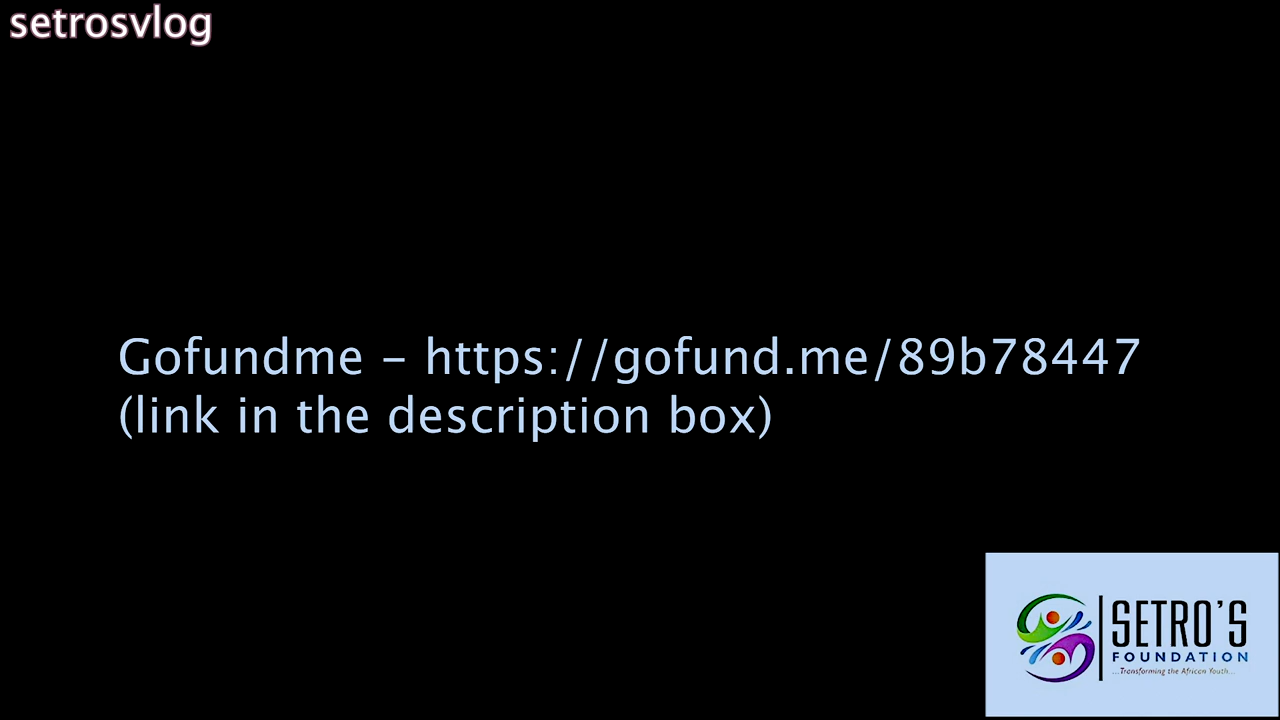 setrosvlog
Gofundme – https://gofund.me/89b78447
(link in the description box)
SETRO'S
FOUNDATION
...Transforming the African Youth...